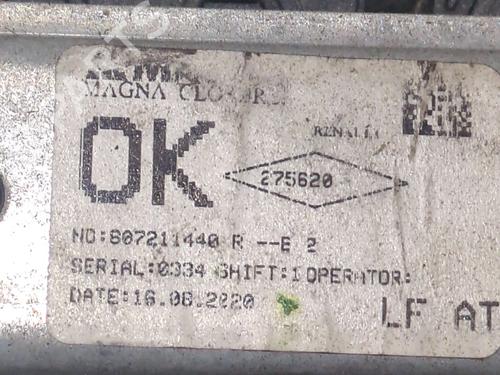 MAGNA CLOSURES
OK
RENAULT
275620
NO:807211440 R --E 2
SERIAL:0334 SHIFT:1 OPERATOR:
DATE:16.08.2020
LF AT